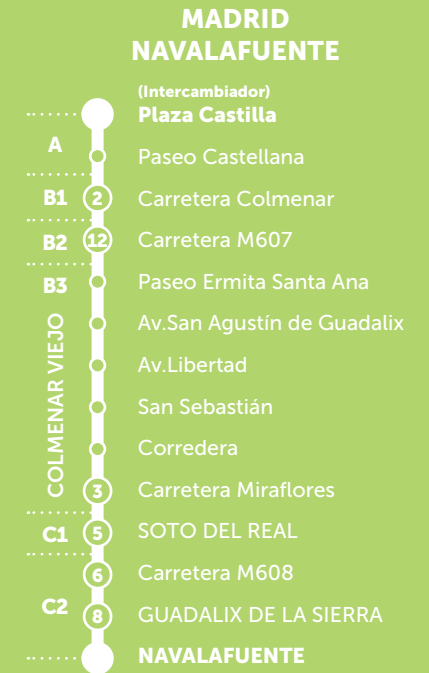 MADRID
NAVALAFUENTE
(Intercambiador)
Plaza Castilla
A
Paseo Castellana
B1 2 Carretera Colmenar
B2 12 Carretera M607
B3 Paseo Ermita Santa Ana
COLMENAR VIEJO
Av.San Agustín de Guadalix
Av.Libertad
San Sebastián
Corredera
3 Carretera Miraflores
C1 5 SOTO DEL REAL
6 Carretera M608
C2
8 GUADALIX DE LA SIERRA
NAVALAFUENTE